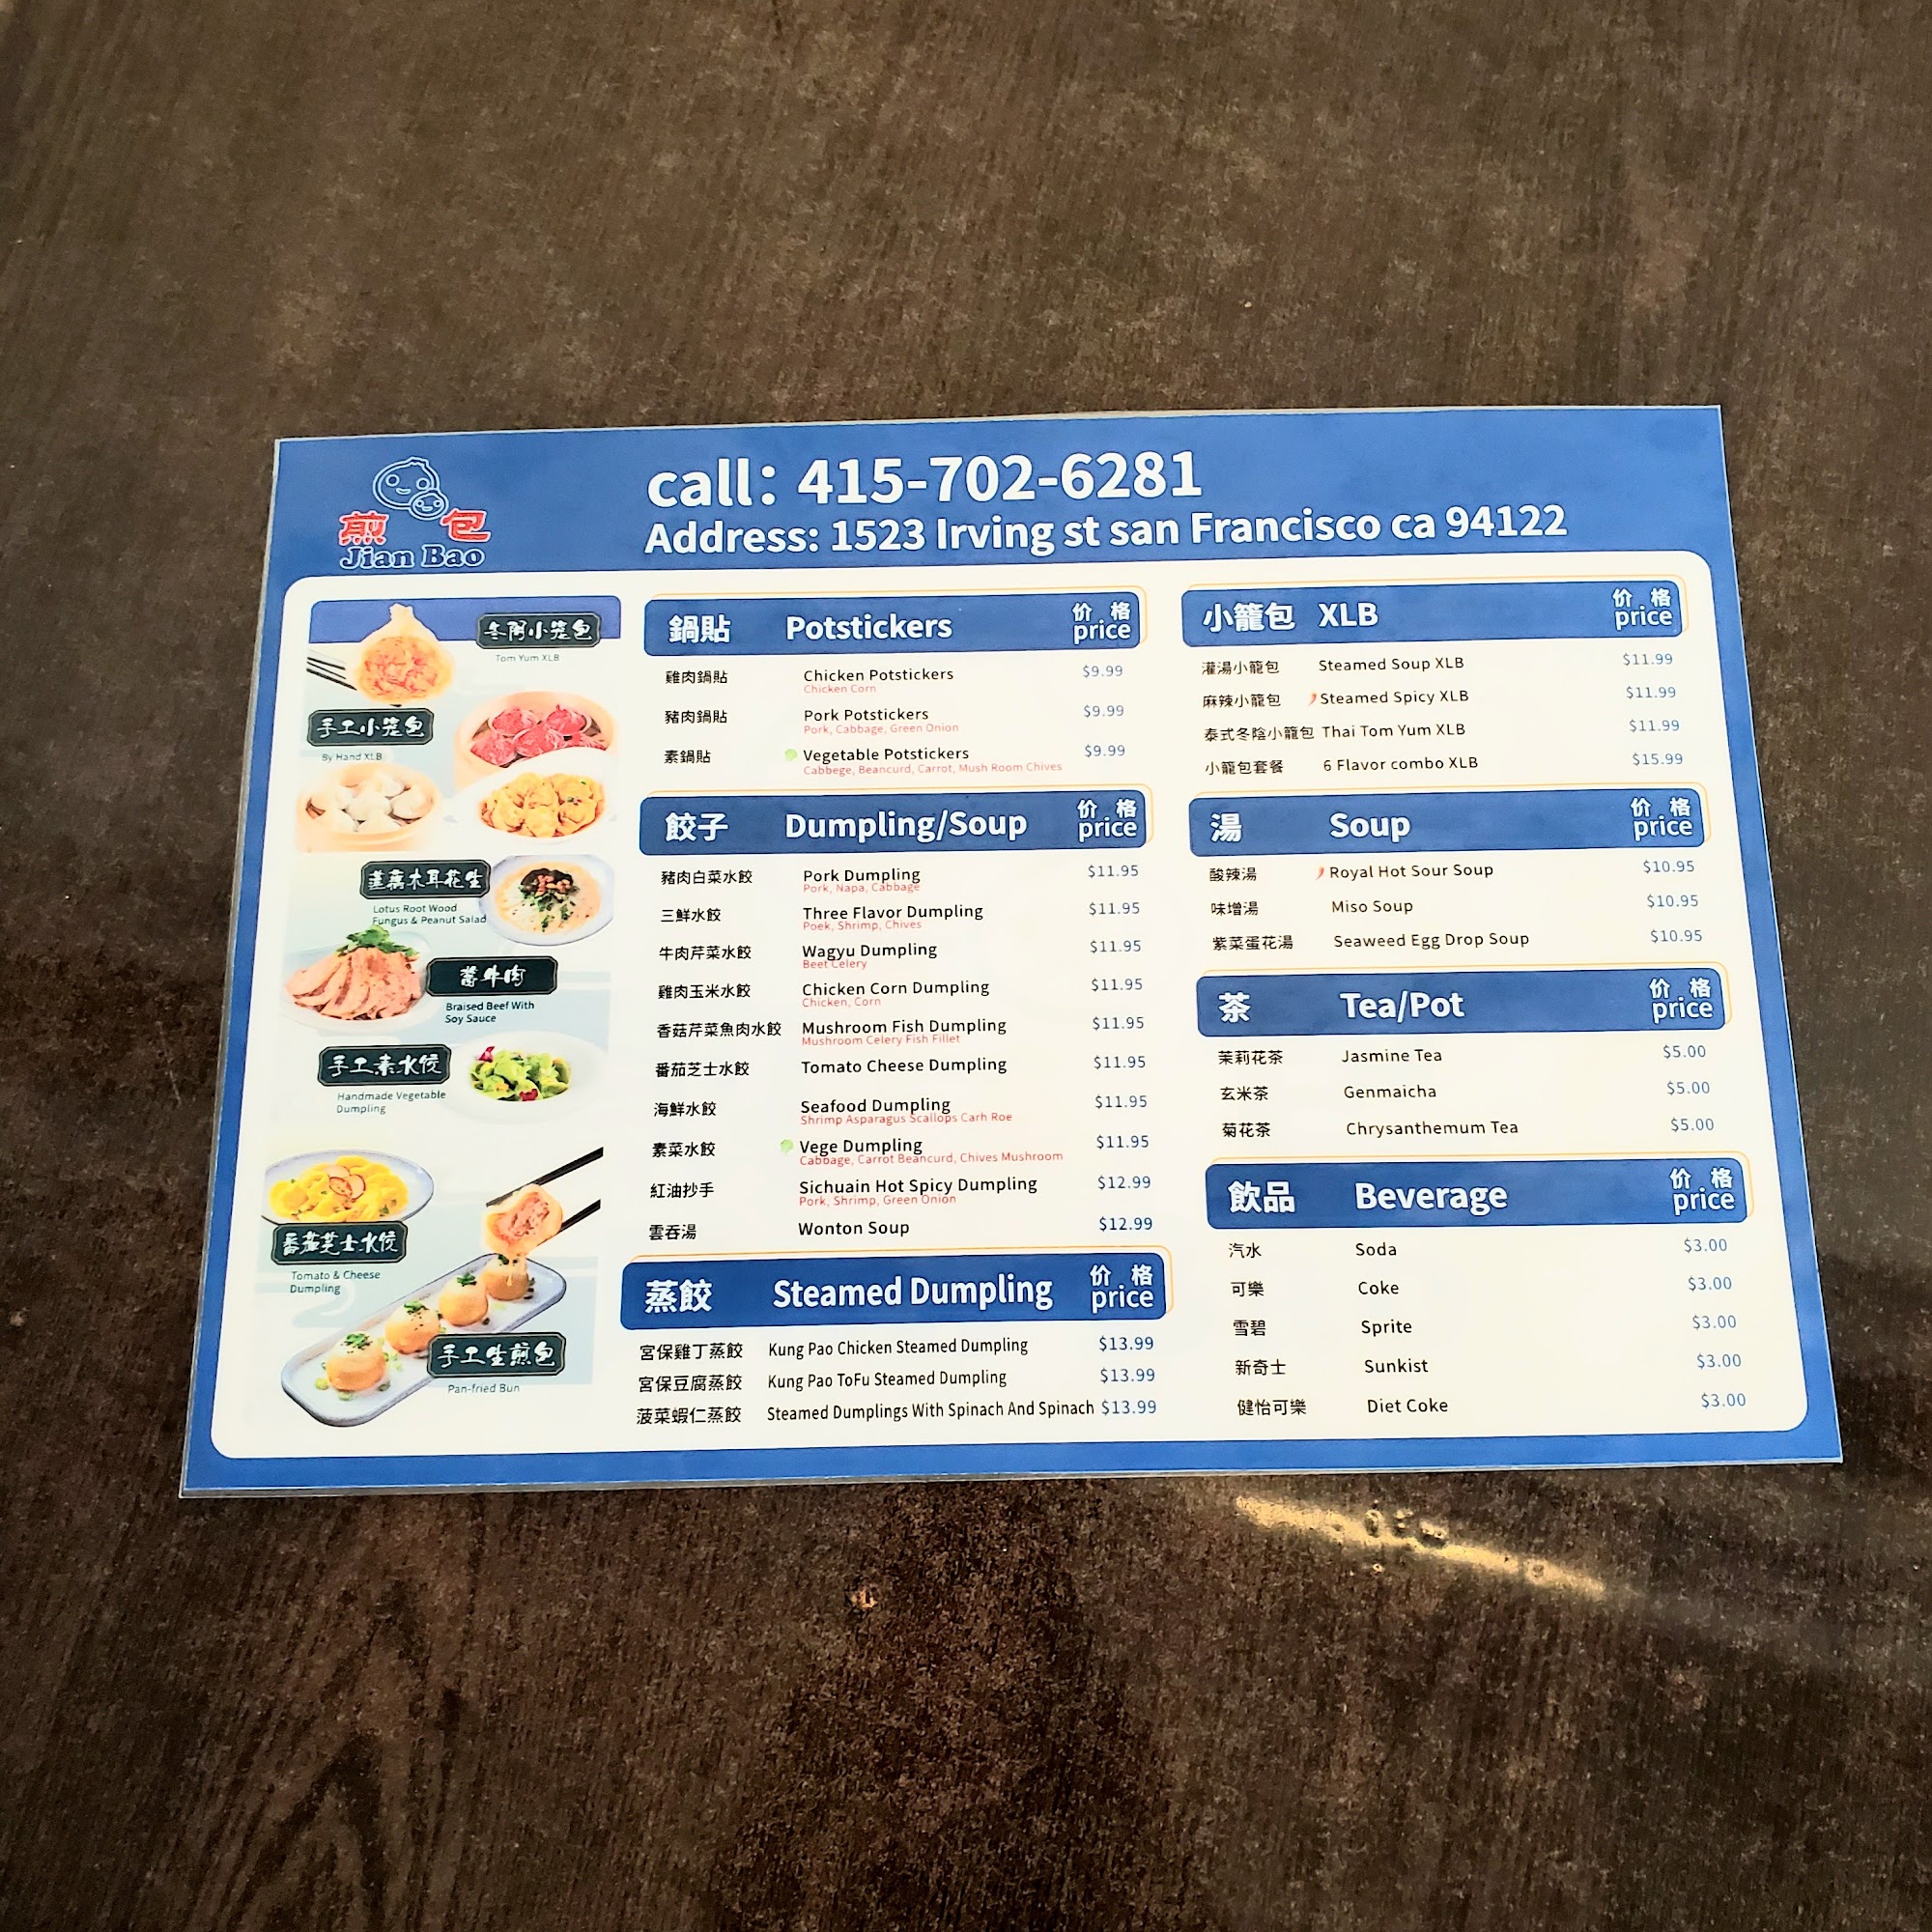 煎包
Jian Bao
call: 415-702-6281
Address: 1523 Irving st san Francisco ca 94122
冬陰小笼包
Tom Yum XLB
手工小笼包
By Hand XLB
木耳花生
Lotus Root Wood
Fungus & Peanut Salad
牛肉
Braised Beef With
Soy Sauce
手工素水饺
Handmade Vegetable
Dumpling
番茄芝士水饺
Tomato & Cheese
Dumpling
手工生煎包
Pan-fried Bun
鍋貼 Potstickers 价格 price
雞肉鍋貼 Chicken Potstickers $9.99
Chicken Corn
豬肉鍋貼 Pork Potstickers $9.99
Pork, Cabbage, Green Onion
素鍋貼 Vegetable Potstickers $9.99
Cabbege, Beancurd, Carrot, Mush Room Chives
餃子 Dumpling/Soup 价格 price
豬肉白菜水餃 Pork Dumpling $11.95
Pork, Napa, Cabbage
三鮮水餃 Three Flavor Dumpling $11.95
Poek, Shrimp, Chives
牛肉芹菜水餃 Wagyu Dumpling $11.95
Beet Celery
雞肉玉米水餃 Chicken Corn Dumpling $11.95
Chicken, Corn
香菇芹菜魚肉水餃 Mushroom Fish Dumpling $11.95
Mushroom Celery Fish Fillet
番茄芝士水餃 Tomato Cheese Dumpling $11.95
海鮮水餃 Seafood Dumpling $11.95
Shrimp Asparagus Scallops Carh Roe
素菜水餃 Vege Dumpling $11.95
Cabbage, Carrot Beancurd, Chives Mushroom
紅油抄手 Sichuain Hot Spicy Dumpling $12.99
Pork, Shrimp, Green Onion
雲吞湯 Wonton Soup $12.99
蒸餃 Steamed Dumpling 价格 price
宮保雞丁蒸餃 Kung Pao Chicken Steamed Dumpling $13.99
宮保豆腐蒸餃 Kung Pao ToFu Steamed Dumpling $13.99
菠菜蝦仁蒸餃 Steamed Dumplings With Spinach And Spinach $13.99
小籠包 XLB 价格 price
灌湯小籠包 Steamed Soup XLB $11.99
麻辣小籠包 Steamed Spicy XLB $11.99
泰式冬陰小籠包 Thai Tom Yum XLB $11.99
小籠包套餐 6 Flavor combo XLB $15.99
湯 Soup 价格 price
酸辣湯 Royal Hot Sour Soup $10.95
味增湯 Miso Soup $10.95
紫菜蛋花湯 Seaweed Egg Drop Soup $10.95
茶 Tea/Pot 价格 price
茉莉花茶 Jasmine Tea $5.00
玄米茶 Genmaicha $5.00
菊花茶 Chrysanthemum Tea $5.00
飲品 Beverage 价格 price
汽水 Soda $3.00
可樂 Coke $3.00
雪碧 Sprite $3.00
新奇士 Sunkist $3.00
健怡可樂 Diet Coke $3.00